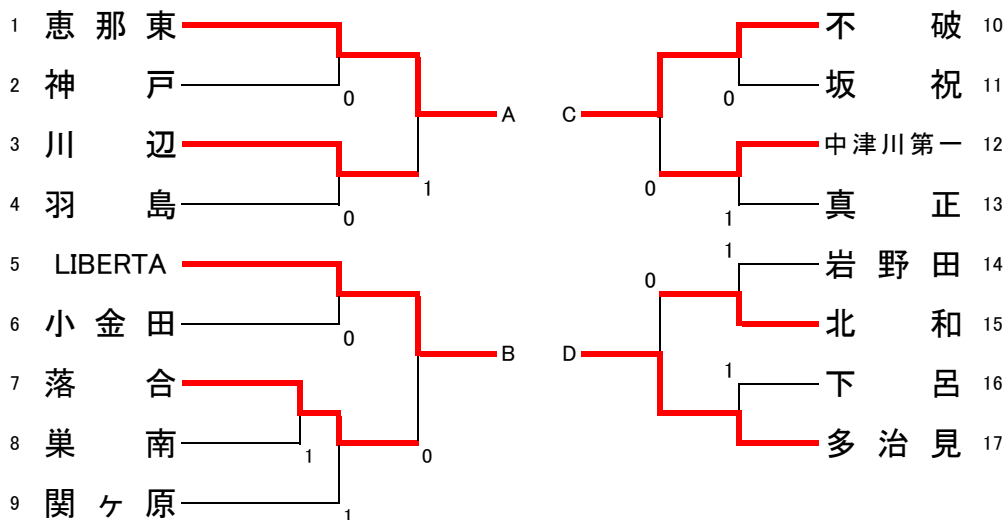 1 恵那東
2 神戸
0
3 川辺
4 羽島
0
1
A
5 LIBERTA
6 小金田
0
7 落合
8 巣南
1
9 関ヶ原
1
0
B
不破 10
坂祝 11
0
C
中津川第一 12
0
真正 13
1
1
岩野田 14
0
北和 15
D
1
下呂 16
多治見 17